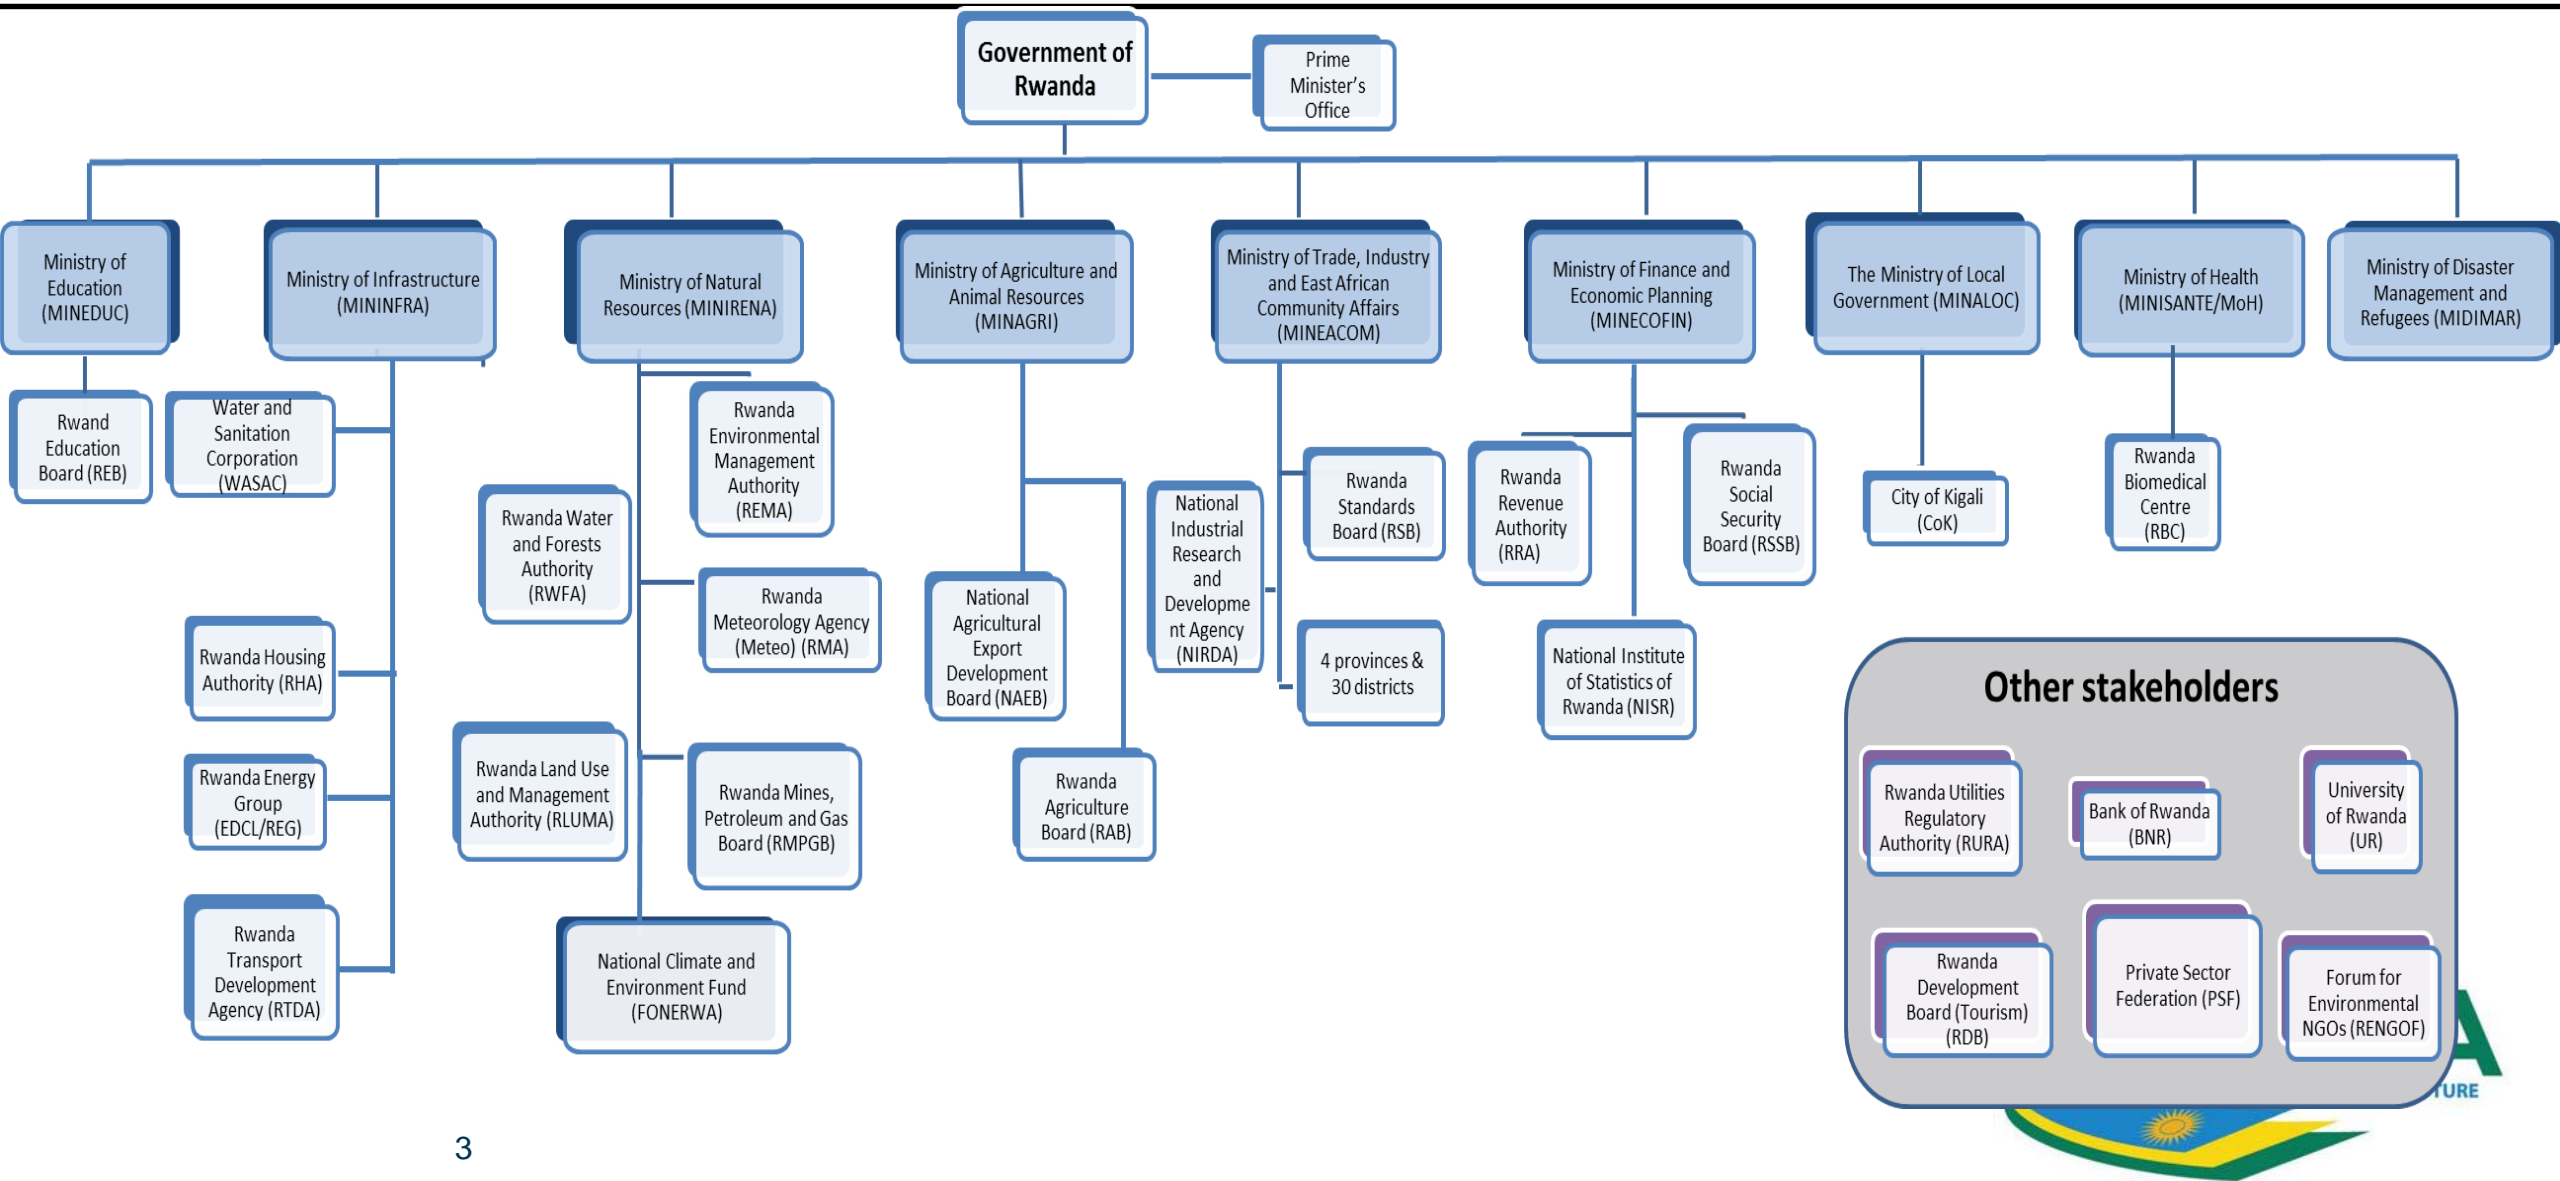 Government of
Rwanda
Prime
Minister's
Office
Ministry of
Education
(MINEDUC)
Ministry of Infrastructure
(MININFRA)
Ministry of Natural
Resources (MINIRENA)
Ministry of Agriculture and
Animal Resources
(MINAGRI)
Ministry of Trade, Industry
and East African
Community Affairs
(MINEACOM)
Ministry of Finance and
Economic Planning
(MINECOFIN)
The Ministry of Local
Government (MINALOC)
Ministry of Health
(MINISANTE/MoH)
Ministry of Disaster
Management and
Refugees (MIDIMAR)
Rwand
Education
Board (REB)
Water and
Sanitation
Corporation
(WASAC)
Rwanda Housing
Authority (RHA)
Rwanda Energy
Group
(EDCL/REG)
Rwanda
Transport
Development
Agency (RTDA)
Rwanda
Environmental
Management
Authority
(REMA)
Rwanda Water
and Forests
Authority
(RWFA)
Rwanda
Meteorology Agency
(Meteo) (RMA)
Rwanda Land Use
and Management
Authority (RLUMA)
Rwanda Mines,
Petroleum and Gas
Board (RMPGB)
National Climate and
Environment Fund
(FONERWA)
National
Agricultural
Export
Development
Board (NAEB)
Rwanda
Agriculture
Board (RAB)
National
Industrial
Research
and
Developme
nt Agency
(NIRDA)
Rwanda
Standards
Board (RSB)
4 provinces &
30 districts
Rwanda
Revenue
Authority
(RRA)
Rwanda
Social
Security
Board (RSSB)
National Institute
of Statistics of
Rwanda (NISR)
City of Kigali
(CoK)
Rwanda
Biomedical
Centre
(RBC)
Other stakeholders
Rwanda Utilities
Regulatory
Authority (RURA)
Bank of Rwanda
(BNR)
University
of Rwanda
(UR)
Rwanda
Development
Board (Tourism)
(RDB)
Private Sector
Federation (PSF)
Forum for
Environmental
NGOs (RENGOF)
A
TURE
3